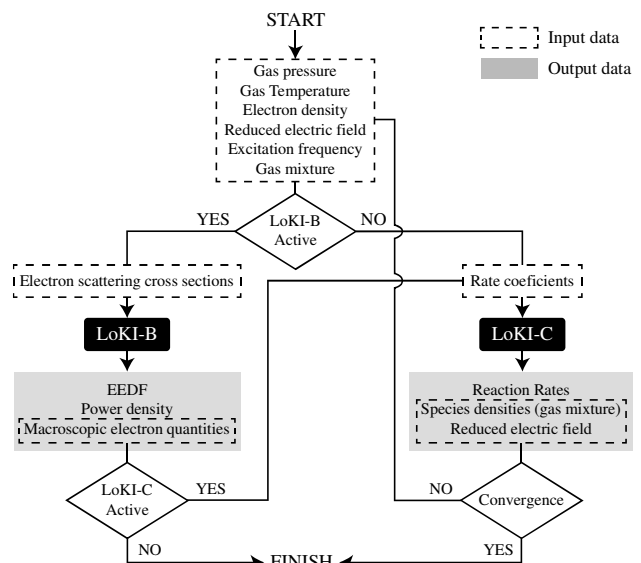 START
Input data
Output data
Gas pressure
Gas Temperature
Electron density
Reduced electric field
Excitation frequency
Gas mixture
YES
LoKI-B
Active
NO
Electron scattering cross sections
Rate coeficients
LoKI-B
LoKI-C
EEDF
Power density
Macroscopic electron quantities
Reaction Rates
Species densities (gas mixture)
Reduced electric field
LoKI-C
Active
YES
NO
Convergence
NO
FINISH
YES